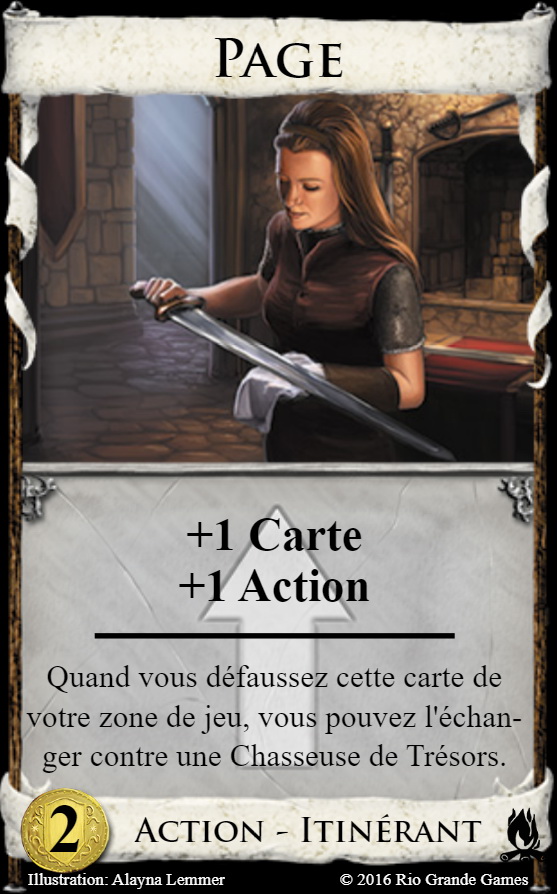 Page
+1 Carte
+1 Action
Quand vous défaussez cette carte de
votre zone de jeu, vous pouvez l'échan-
ger contre une Chasseuse de Trésors.
2 Action - Itinérant
Illustration: Alayna Lemmer © 2016 Rio Grande Games